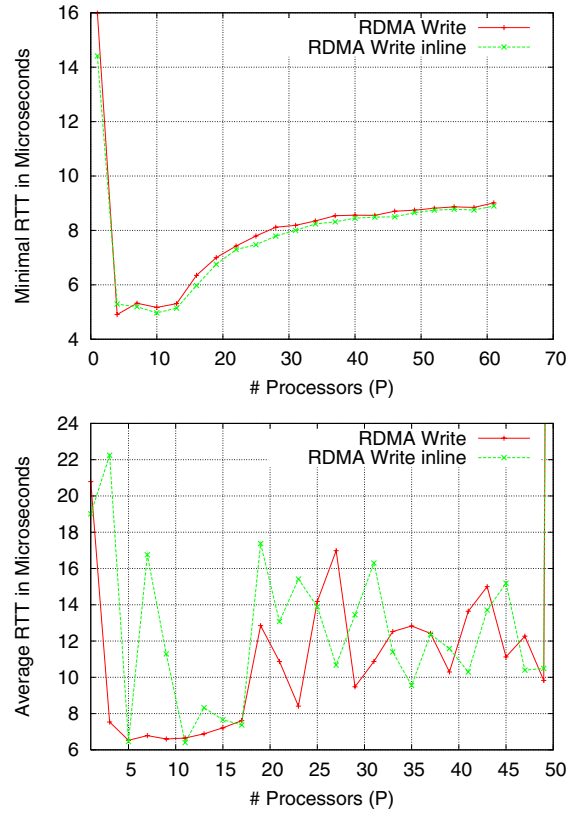 16
14
12
10
8
6
4
0 10 20 30 40 50 60 70
Minimal RTT in Microseconds
# Processors (P)
RDMA Write
RDMA Write inline
24
22
20
18
16
14
12
10
8
6
5 10 15 20 25 30 35 40 45 50
Average RTT in Microseconds
# Processors (P)
RDMA Write
RDMA Write inline